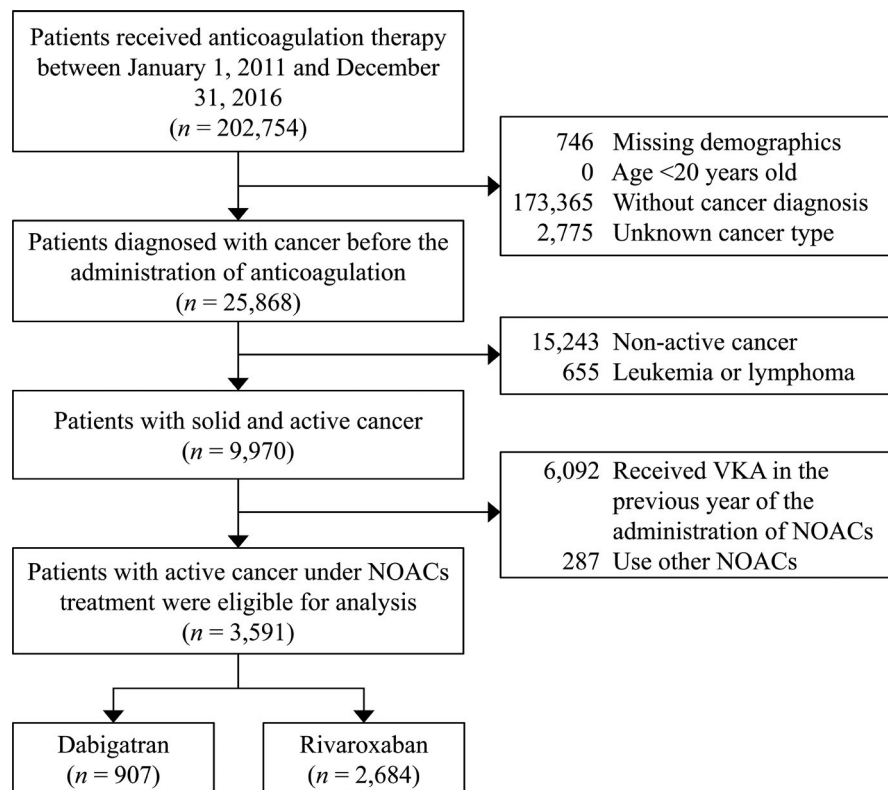 Patients received anticoagulation therapy
between January 1, 2011 and December
31, 2016
(n = 202,754)
746 Missing demographics
0 Age <20 years old
173,365 Without cancer diagnosis
2,775 Unknown cancer type
Patients diagnosed with cancer before the
administration of anticoagulation
(n = 25,868)
15,243 Non-active cancer
655 Leukemia or lymphoma
Patients with solid and active cancer
(n = 9,970)
6,092 Received VKA in the
previous year of the
administration of NOACs
287 Use other NOACs
Patients with active cancer under NOACs
treatment were eligible for analysis
(n = 3,591)
Dabigatran
(n = 907)
Rivaroxaban
(n = 2,684)